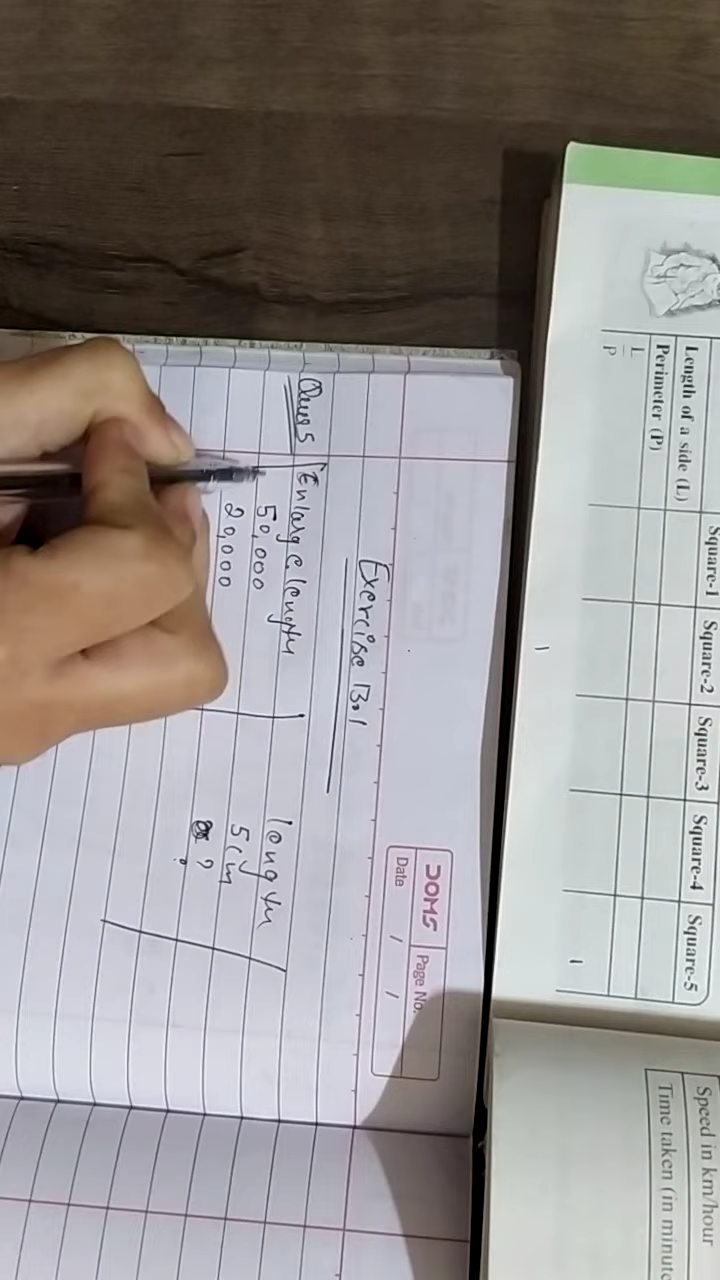 DOMS Page No.
Date / /
Exercise 13.1
Ques 5 Enlarge length length
50,000 5cm
20,000 ?
Square-1 Square-2 Square-3 Square-4 Square-5
Length of a side (L)
Perimeter (P)
L
P
Speed in km/hour
Time taken (in minute